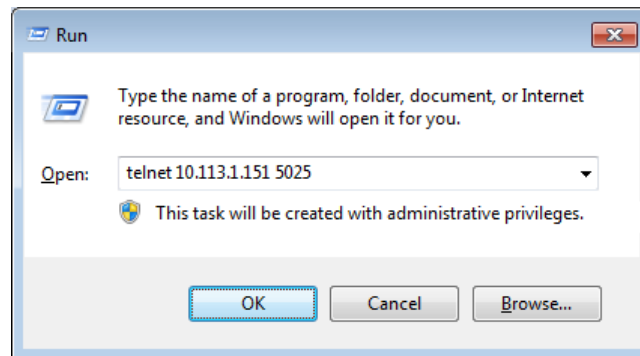 Run
Type the name of a program, folder, document, or Internet
resource, and Windows will open it for you.
Open: telnet 10.113.1.151 5025
This task will be created with administrative privileges.
OK Cancel Browse...